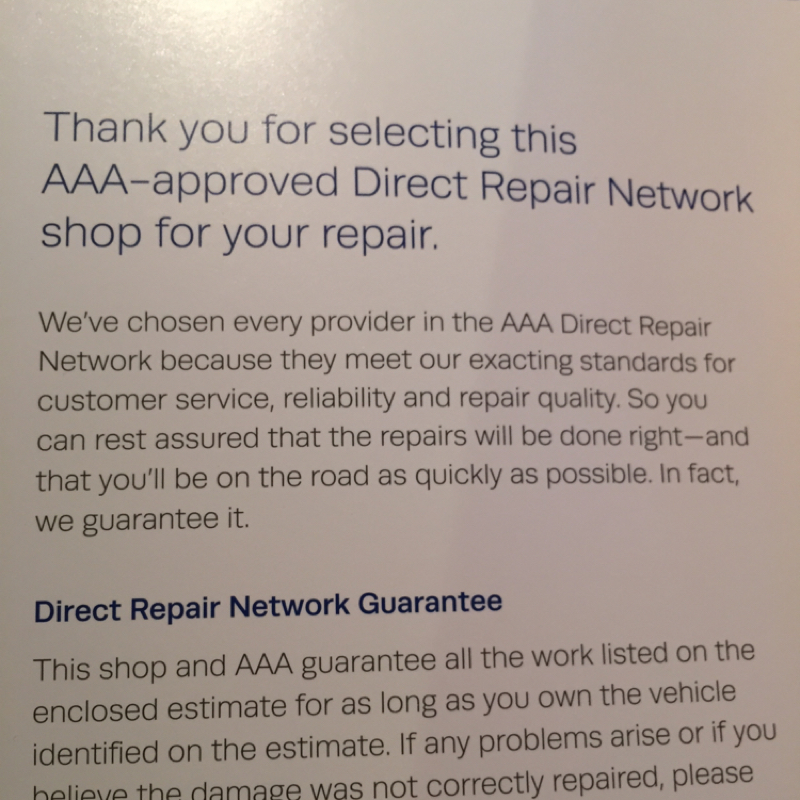 Thank you for selecting this
AAA–approved Direct Repair Network
shop for your repair.
We've chosen every provider in the AAA Direct Repair
Network because they meet our exacting standards for
customer service, reliability and repair quality. So you
can rest assured that the repairs will be done right—and
that you'll be on the road as quickly as possible. In fact,
we guarantee it.
Direct Repair Network Guarantee
This shop and AAA guarantee all the work listed on the
enclosed estimate for as long as you own the vehicle
identified on the estimate. If any problems arise or if you
believe the damage was not correctly repaired, please